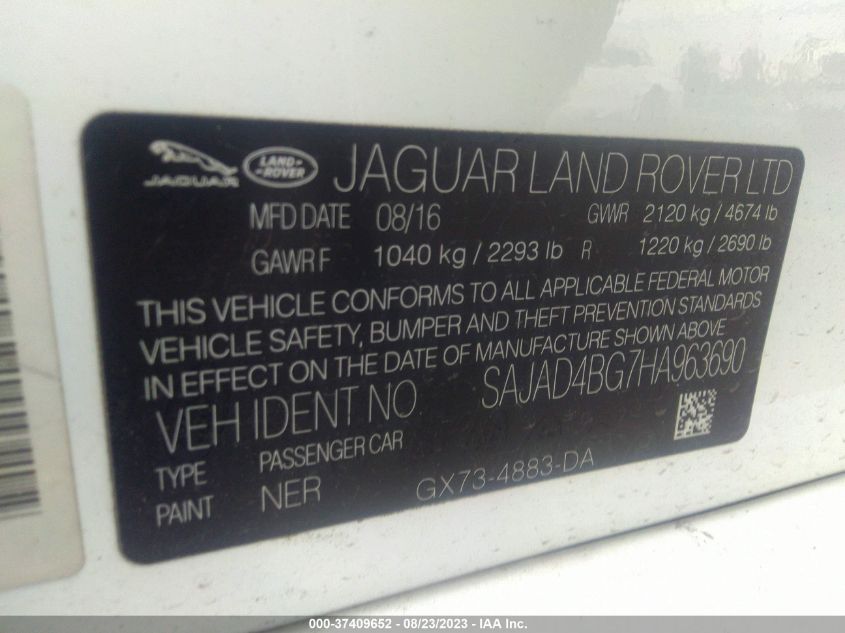 JAGUAR LAND-ROVER JAGUAR LAND ROVER LTD
MFD DATE 08/16 GVWR 2120 kg / 4674 lb
GAWR F 1040 kg / 2293 lb R 1220 kg / 2690 lb
THIS VEHICLE CONFORMS TO ALL APPLICABLE FEDERAL MOTOR
VEHICLE SAFETY, BUMPER AND THEFT PREVENTION STANDARDS
IN EFFECT ON THE DATE OF MANUFACTURE SHOWN ABOVE
VEH IDENT NO SAJAD4BG7HA963690
TYPE PASSENGER CAR
PAINT NER GX73-4883-DA
000-37409652 - 08/23/2023 - IAA Inc.